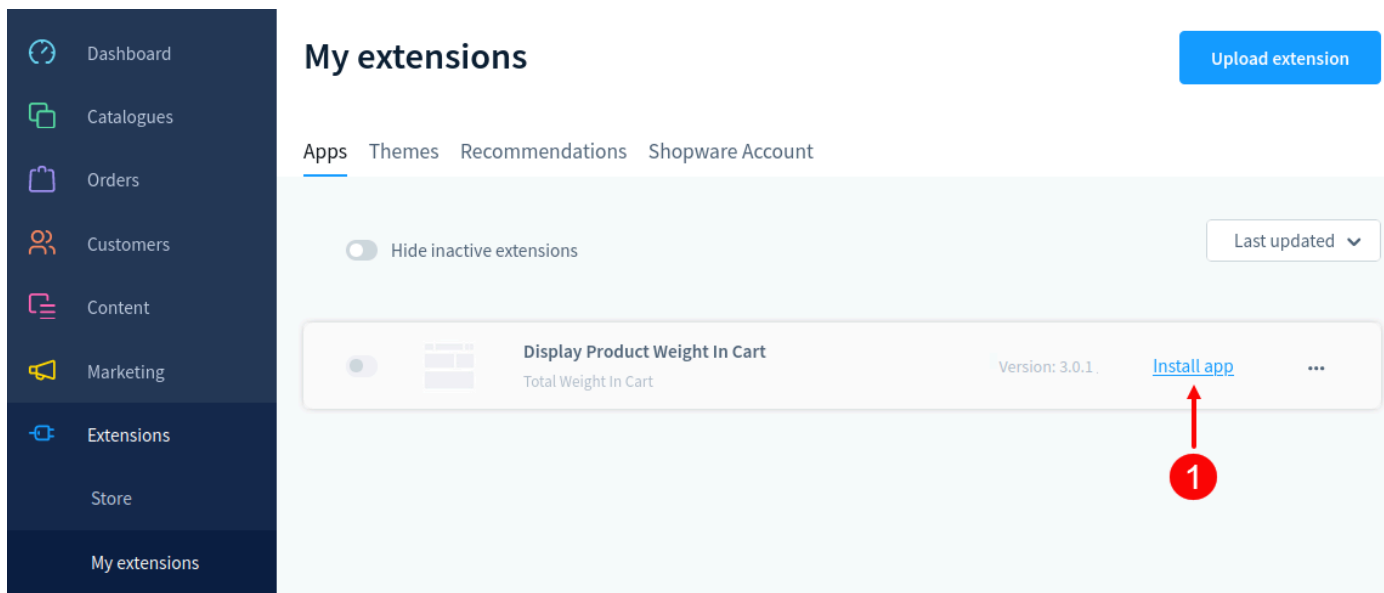 Dashboard
Catalogues
Orders
Customers
Content
Marketing
Extensions
Store
My extensions
My extensions
Upload extension
Apps Themes Recommendations Shopware Account
Hide inactive extensions
Last updated
Display Product Weight In Cart
Total Weight In Cart
Version: 3.0.1
Install app
1